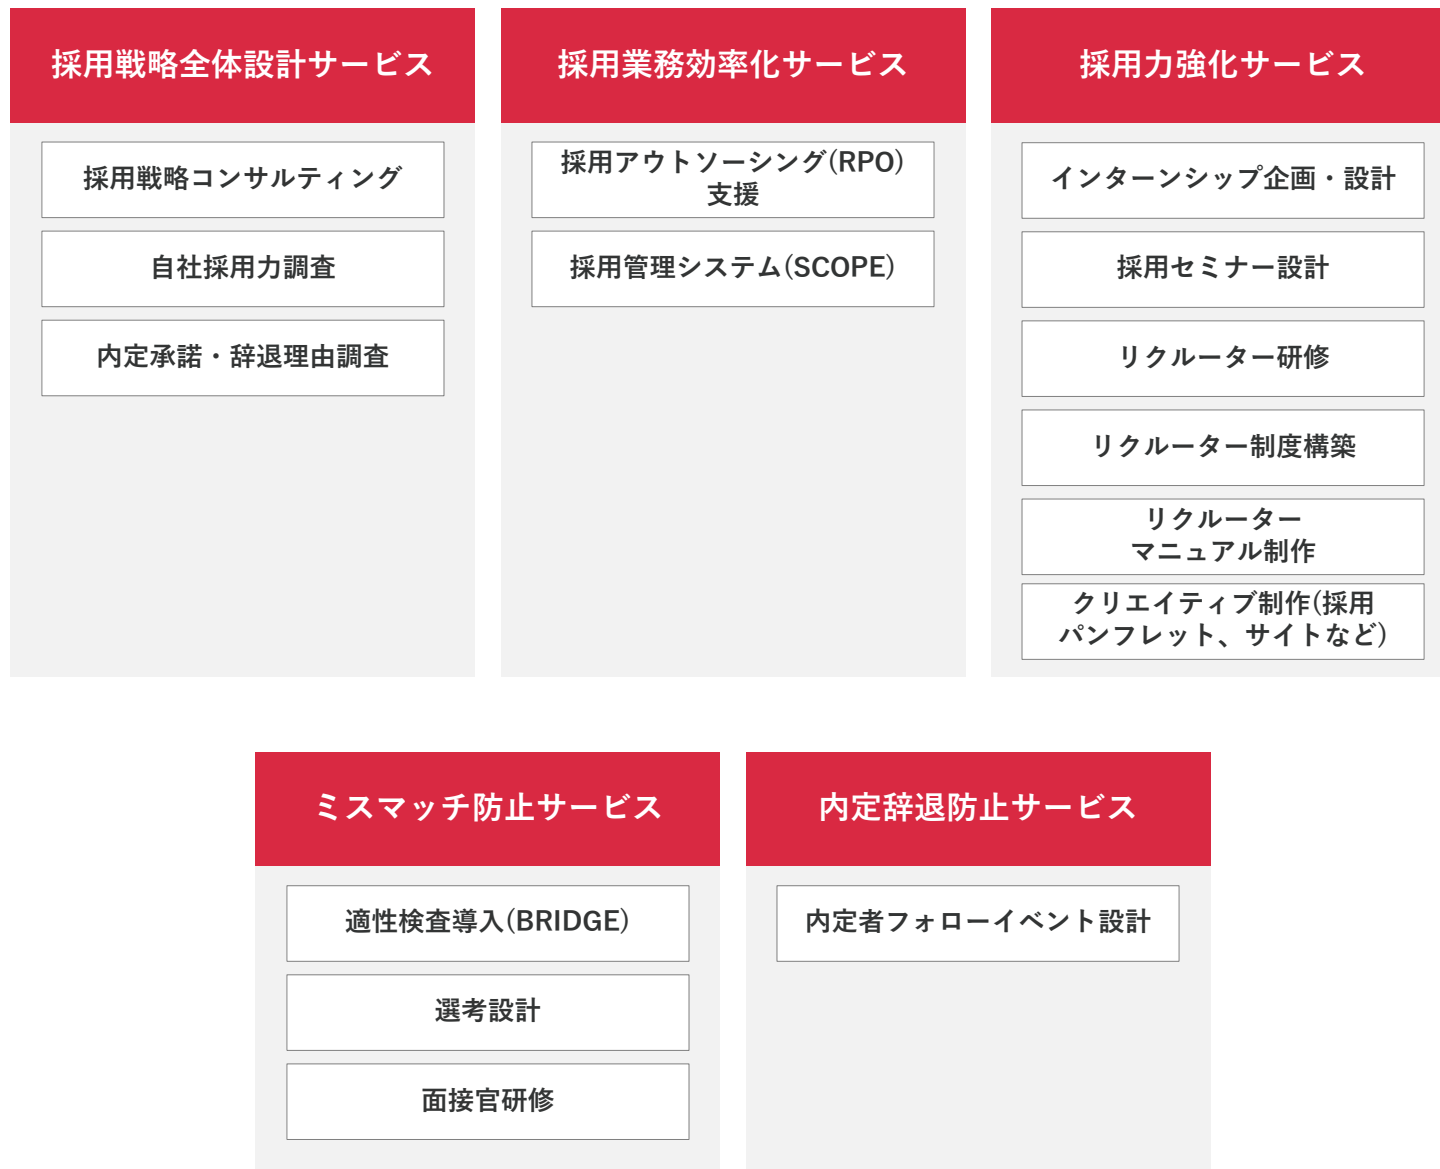 採用戦略全体設計サービス
採用戦略コンサルティング
自社採用力調査
内定承諾・辞退理由調査
採用業務効率化サービス
採用アウトソーシング(RPO)
支援
採用管理システム(SCOPE)
採用力強化サービス
インターンシップ企画・設計
採用セミナー設計
リクルーター研修
リクルーター制度構築
リクルーター
マニュアル制作
クリエイティブ制作(採用
パンフレット、サイトなど)
ミスマッチ防止サービス
適性検査導入(BRIDGE)
選考設計
面接官研修
内定辞退防止サービス
内定者フォローイベント設計